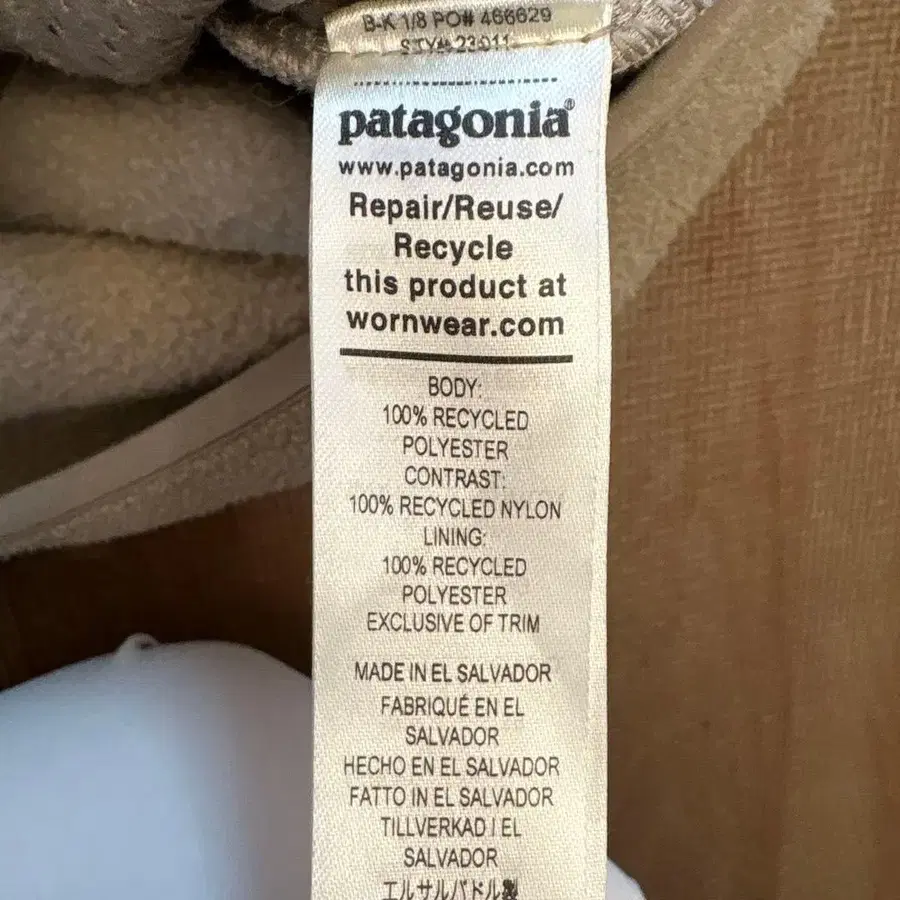 B-K 1/8 PO# 466629
STY# 23011
patagonia®
www.patagonia.com
Repair/Reuse/
Recycle
this product at
wornwear.com
BODY:
100% RECYCLED
POLYESTER
CONTRAST:
100% RECYCLED NYLON
LINING:
100% RECYCLED
POLYESTER
EXCLUSIVE OF TRIM
MADE IN EL SALVADOR
FABRIQUÉ EN EL
SALVADOR
HECHO EN EL SALVADOR
FATTO IN EL SALVADOR
TILLVERKAD I EL
SALVADOR
エルサルバドル製